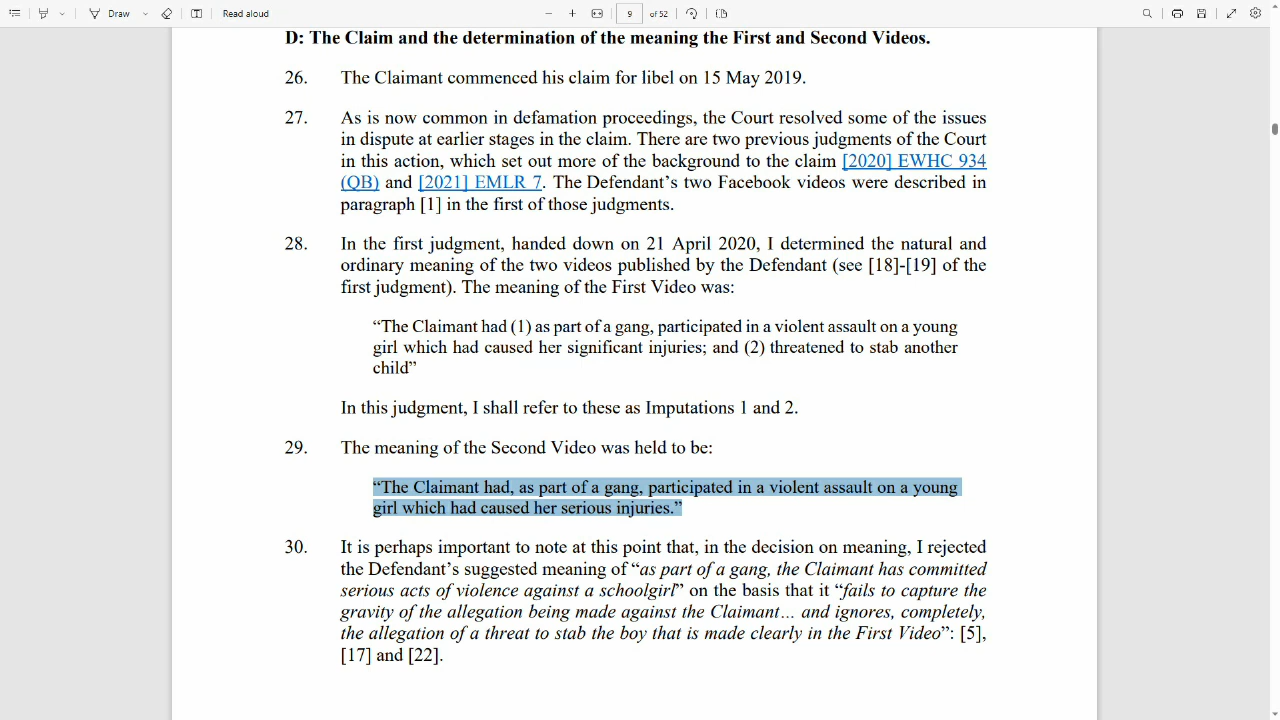 Draw
Read aloud
9 of 52
D: The Claim and the determination of the meaning the First and Second Videos.
26. The Claimant commenced his claim for libel on 15 May 2019.
27. As is now common in defamation proceedings, the Court resolved some of the issues
in dispute at earlier stages in the claim. There are two previous judgments of the Court
in this action, which set out more of the background to the claim [2020] EWHC 934
(QB) and [2021] EMLR 7. The Defendant’s two Facebook videos were described in
paragraph [1] in the first of those judgments.
28. In the first judgment, handed down on 21 April 2020, I determined the natural and
ordinary meaning of the two videos published by the Defendant (see [18]-[19] of the
first judgment). The meaning of the First Video was:
“The Claimant had (1) as part of a gang, participated in a violent assault on a young
girl which had caused her significant injuries; and (2) threatened to stab another
child”
In this judgment, I shall refer to these as Imputations 1 and 2.
29. The meaning of the Second Video was held to be:
“The Claimant had, as part of a gang, participated in a violent assault on a young
girl which had caused her serious injuries.”
30. It is perhaps important to note at this point that, in the decision on meaning, I rejected
the Defendant’s suggested meaning of “as part of a gang, the Claimant has committed
serious acts of violence against a schoolgirl” on the basis that it “fails to capture the
gravity of the allegation being made against the Claimant… and ignores, completely,
the allegation of a threat to stab the boy that is made clearly in the First Video”: [5],
[17] and [22].